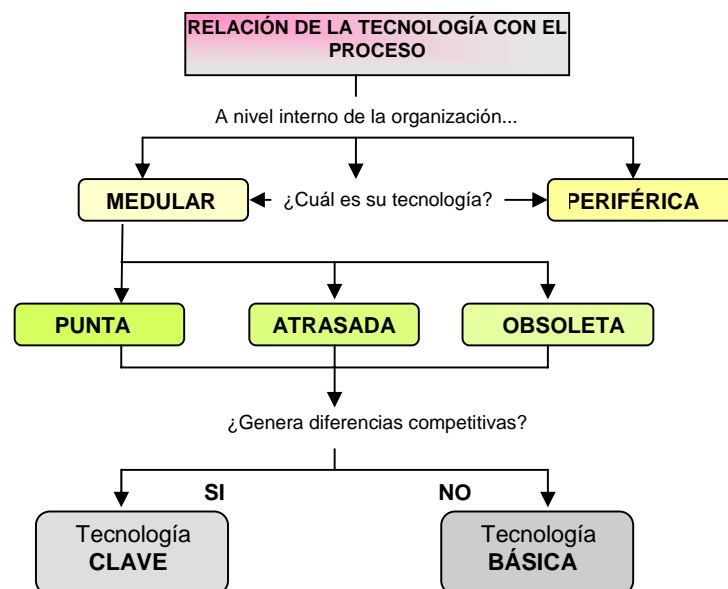 RELACIÓN DE LA TECNOLOGÍA CON EL
PROCESO
A nivel interno de la organización...
MEDULAR
¿Cuál es su tecnología?
PERIFÉRICA
PUNTA
ATRASADA
OBSOLETA
¿Genera diferencias competitivas?
SI
NO
Tecnología
CLAVE
Tecnología
BÁSICA